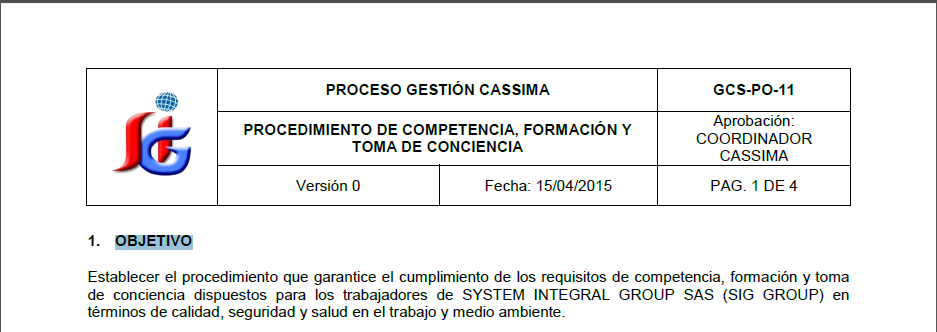 PROCESO GESTIÓN CASSIMA
GCS-PO-11
PROCEDIMIENTO DE COMPETENCIA, FORMACIÓN Y
TOMA DE CONCIENCIA
Aprobación:
COORDINADOR
CASSIMA
Versión 0
Fecha: 15/04/2015
PAG. 1 DE 4
SiG
1. OBJETIVO
Establecer el procedimiento que garantice el cumplimiento de los requisitos de competencia, formación y toma
de conciencia dispuestos para los trabajadores de SYSTEM INTEGRAL GROUP SAS (SIG GROUP) en
términos de calidad, seguridad y salud en el trabajo y medio ambiente.